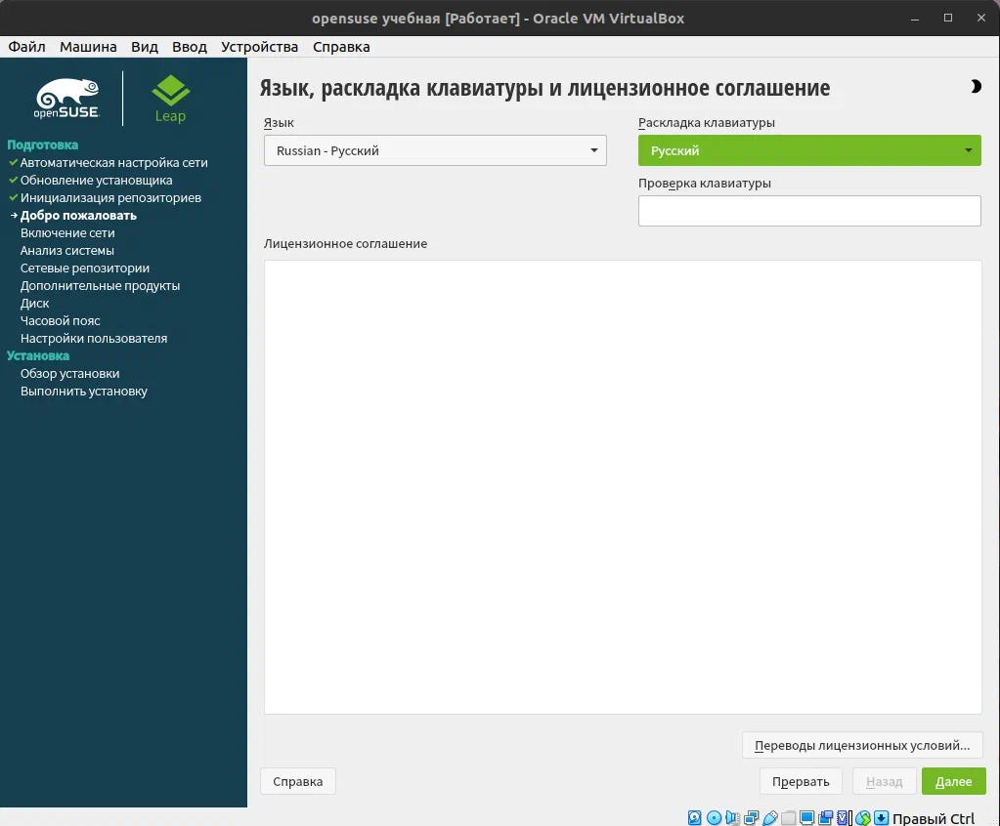 opensuse учебная [Работает] - Oracle VM VirtualBox
Файл Машина Вид Ввод Устройства Справка
openSUSE Leap
Подготовка
Автоматическая настройка сети
Обновление установщика
Инициализация репозиториев
Добро пожаловать
Включение сети
Анализ системы
Сетевые репозитории
Дополнительные продукты
Диск
Часовой пояс
Настройки пользователя
Установка
Обзор установки
Выполнить установку
Язык, раскладка клавиатуры и лицензионное соглашение
Язык
Russian - Русский
Раскладка клавиатуры
Русский
Проверка клавиатуры
Лицензионное соглашение
Переводы лицензионных условий...
Справка Прервать Назад Далее
Правый Ctrl